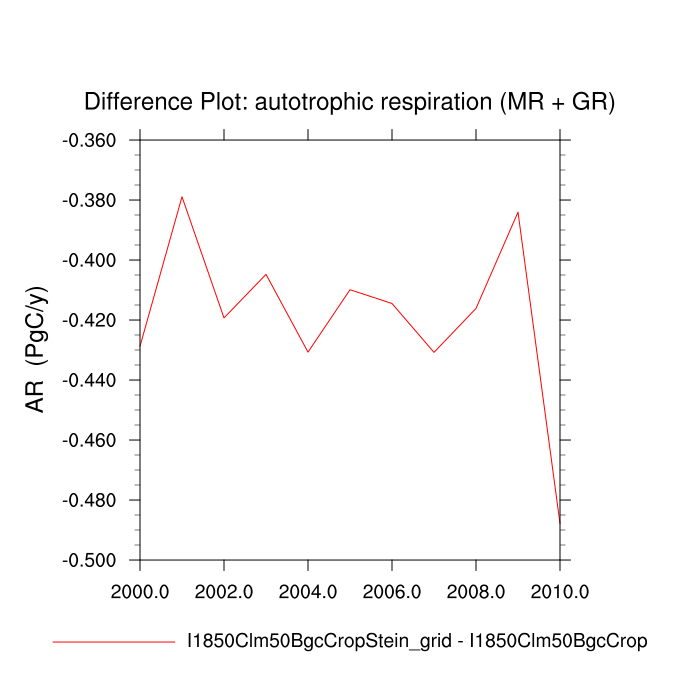 Difference Plot: autotrophic respiration (MR + GR)
AR (PgC/y)
-0.360
-0.380
-0.400
-0.420
-0.440
-0.460
-0.480
-0.500
2000.0 2002.0 2004.0 2006.0 2008.0 2010.0
I1850Clm50BgcCropStein_grid - I1850Clm50BgcCrop